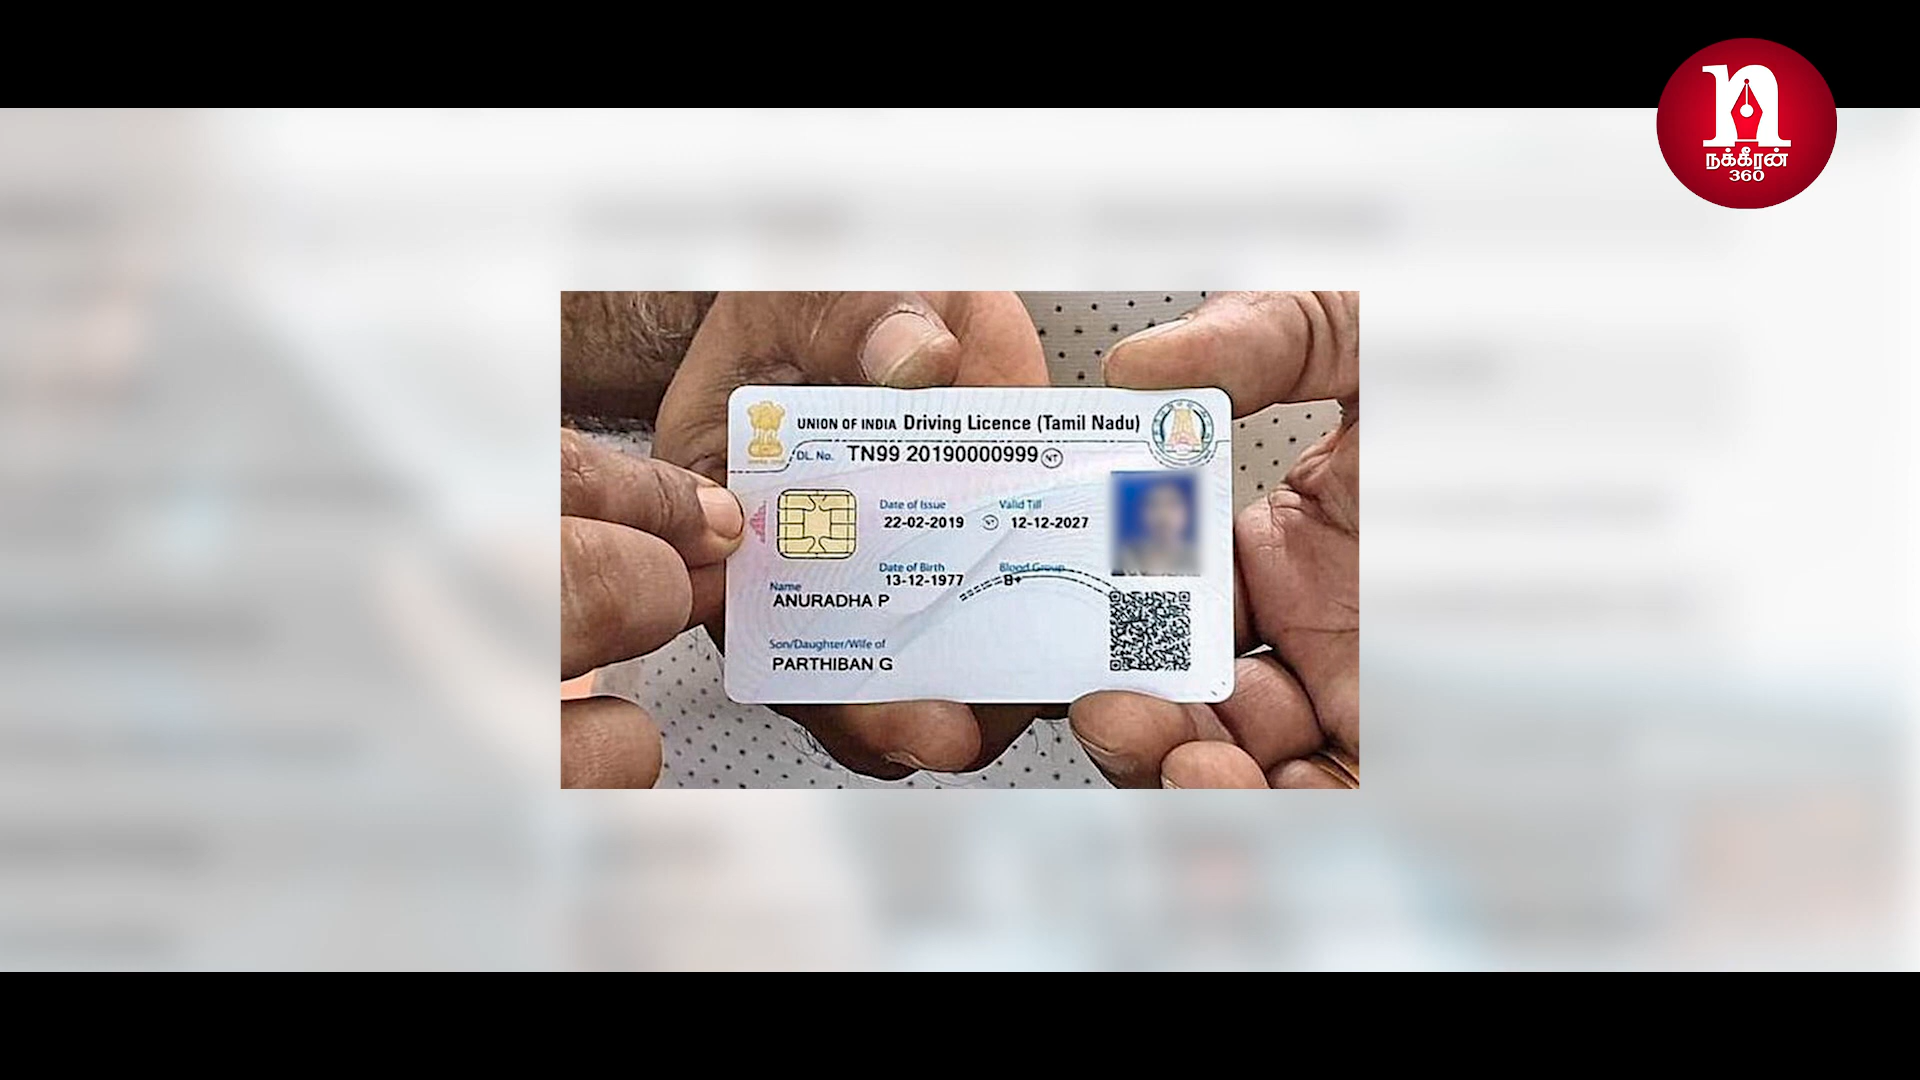 நக்கீரன்
360
UNION OF INDIA Driving Licence (Tamil Nadu)
DL. No. TN99 20190000999 NT
Date of Issue Valid Till
22-02-2019 NT 12-12-2027
Date of Birth Blood Group
13-12-1977 B+
Name
ANURADHA P
Son/Daughter/Wife of
PARTHIBAN G